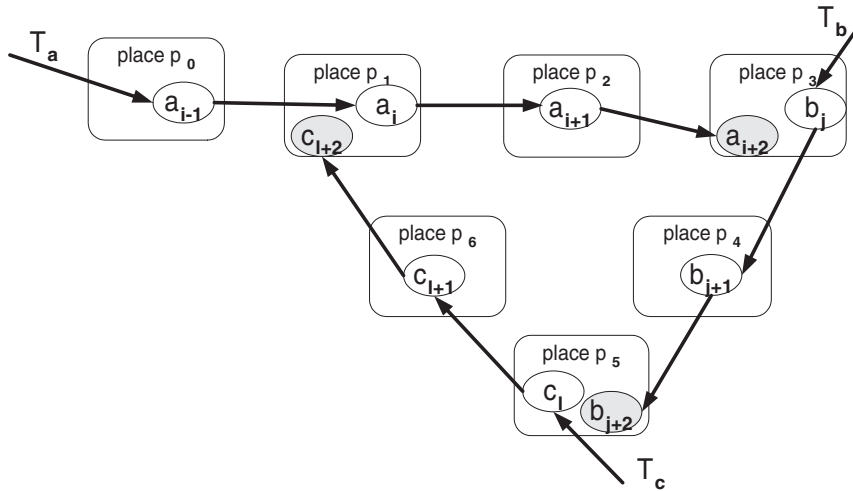 T_a
T_b
place p_0
place p_1
place p_2
place p_3
a_{i-1}
a_i
a_{i+1}
b_j
c_{l+2}
a_{i+2}
place p_6
place p_4
c_{l+1}
b_{j+1}
place p_5
c_l
b_{j+2}
T_c